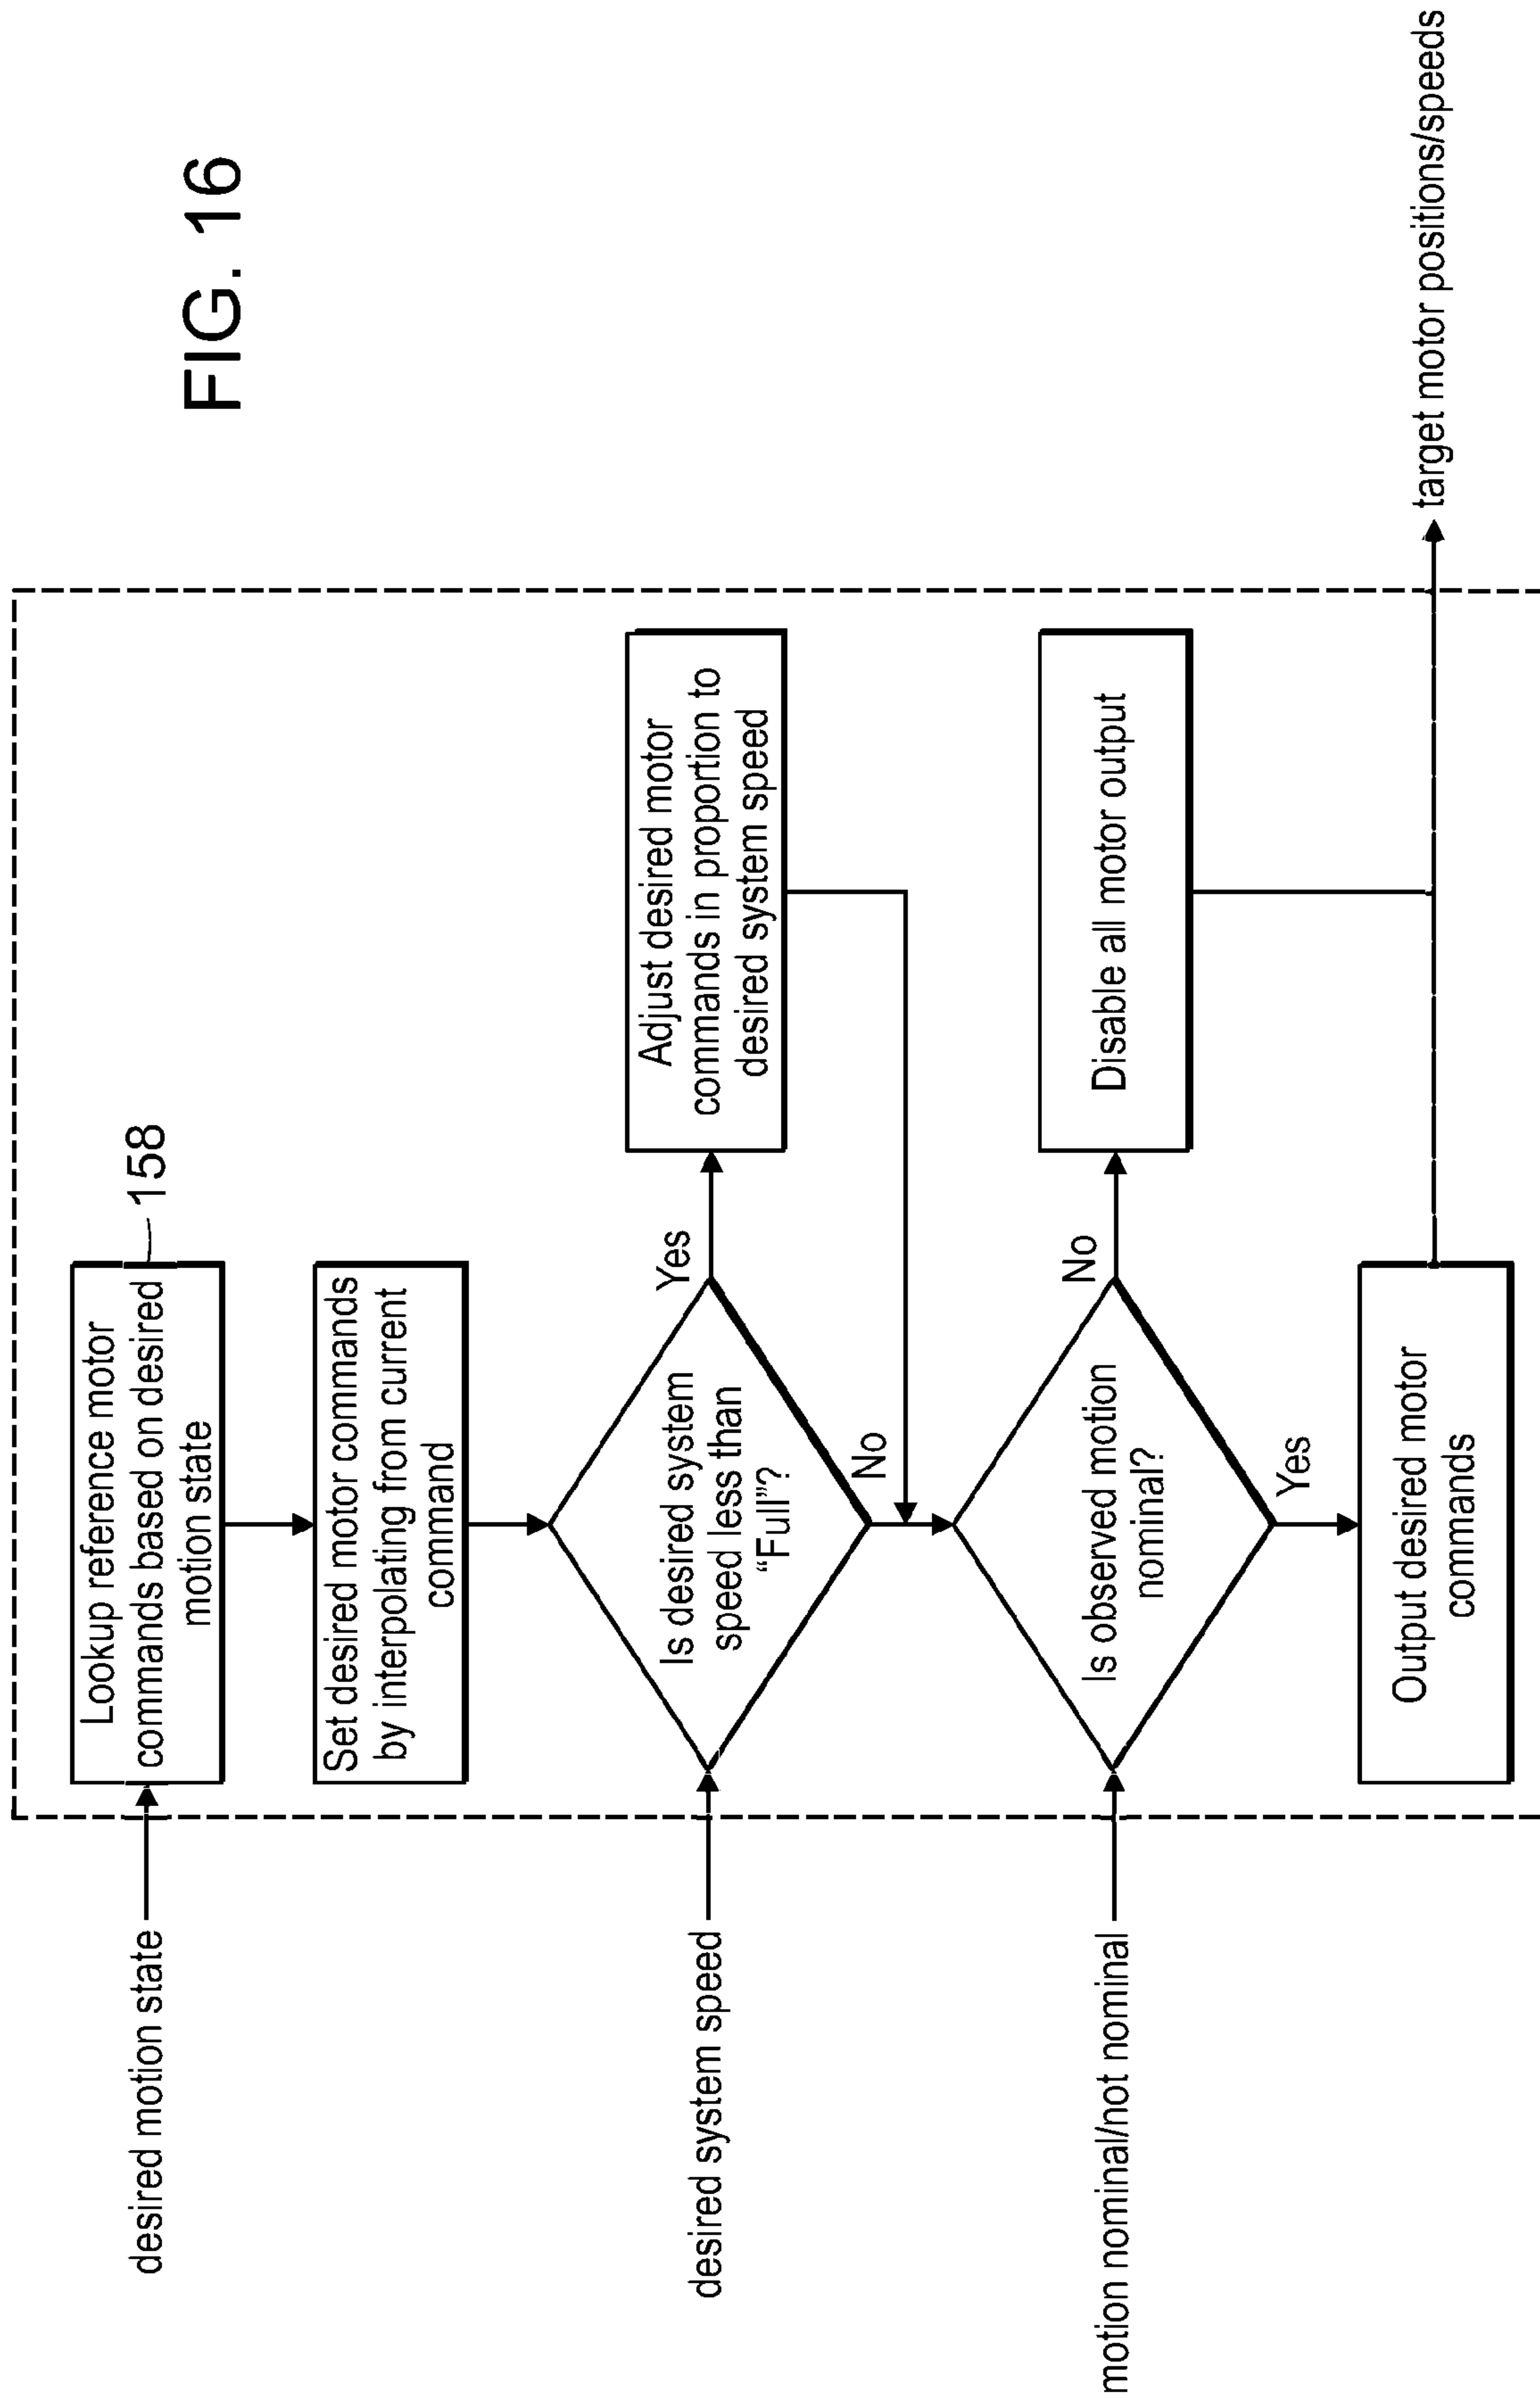 FIG. 16
desired motion state
Lookup reference motor
commands based on desired
motion state
158
Set desired motor commands
by interpolating from current
command
desired system speed
Is desired system
speed less than
"Full"?
Yes
Adjust desired motor
commands in proportion to
desired system speed
No
motion nominal/not nominal
Is observed motion
nominal?
No
Disable all motor output
Yes
Output desired motor
commands
target motor positions/speeds